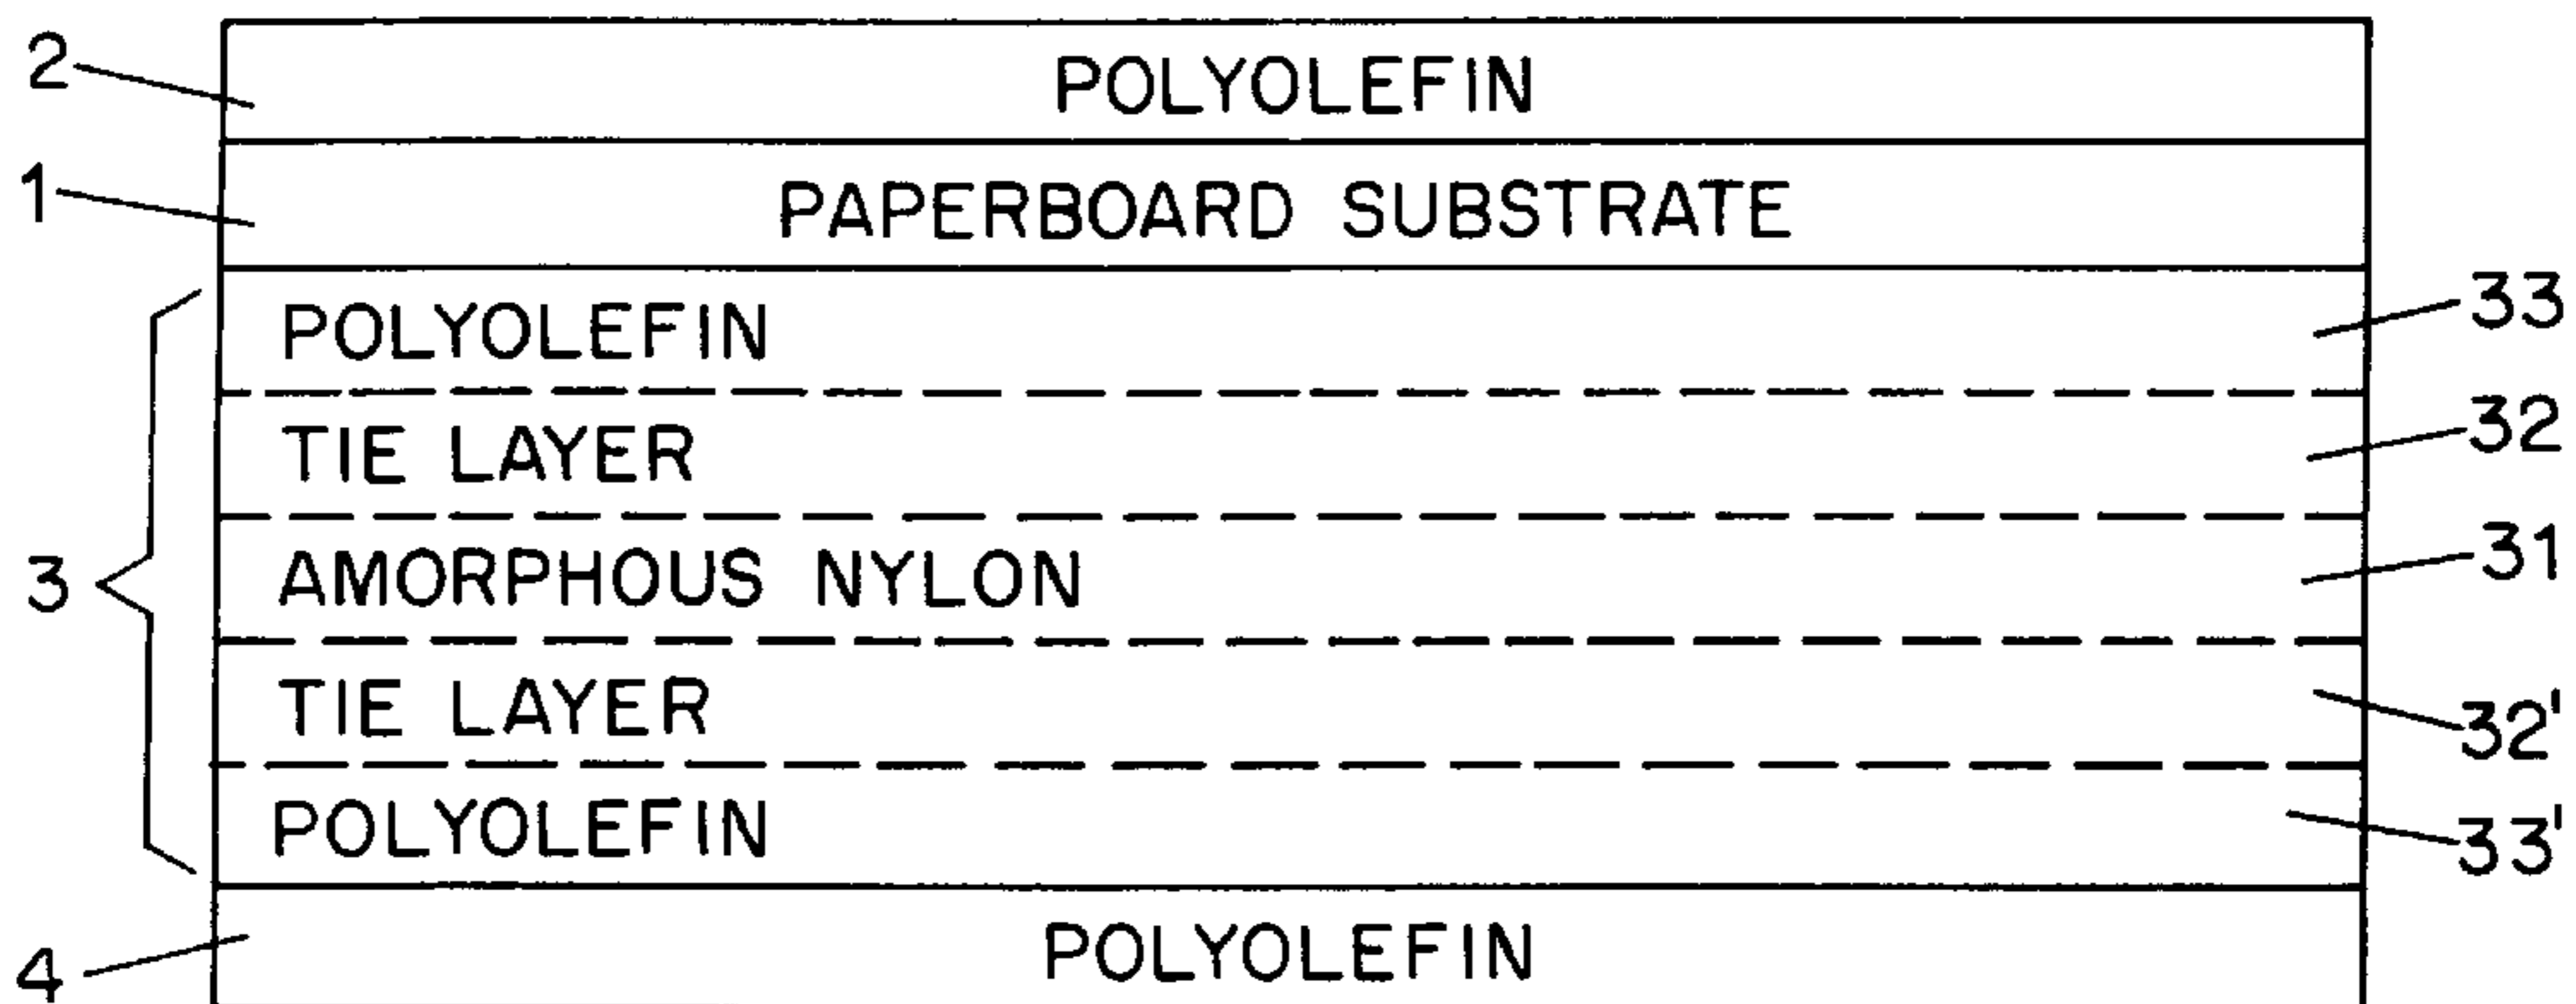 2 POLYOLEFIN
1 PAPERBOARD SUBSTRATE
POLYOLEFIN 33
TIE LAYER 32
3 AMORPHOUS NYLON 31
TIE LAYER 32'
POLYOLEFIN 33'
4 POLYOLEFIN